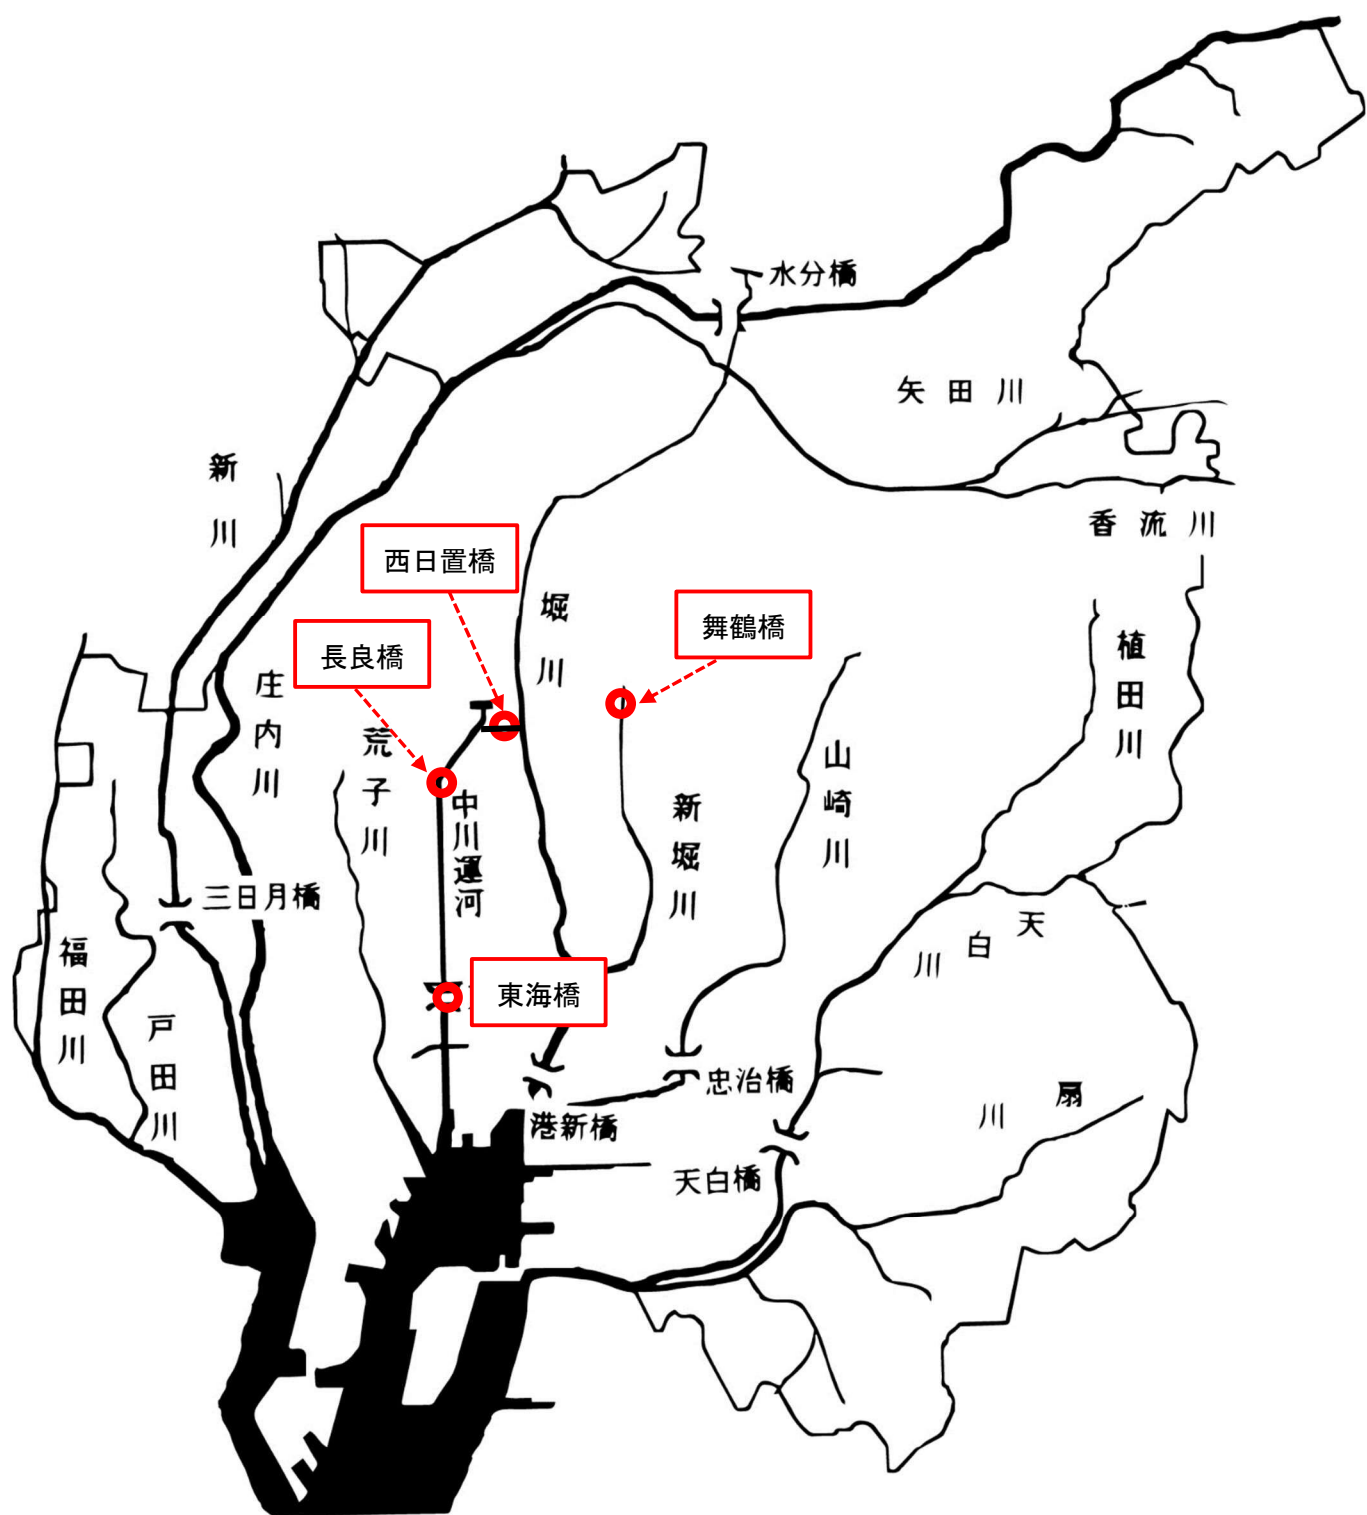 水分橋
矢田川
新川
香流川
西日置橋
堀川
舞鶴橋
長良橋
植田川
庄内川
荒子川
山崎川
中川運河
新堀川
三日月橋
天白川
福田川
東海橋
戸田川
忠治橋
扇川
港新橋
天白橋